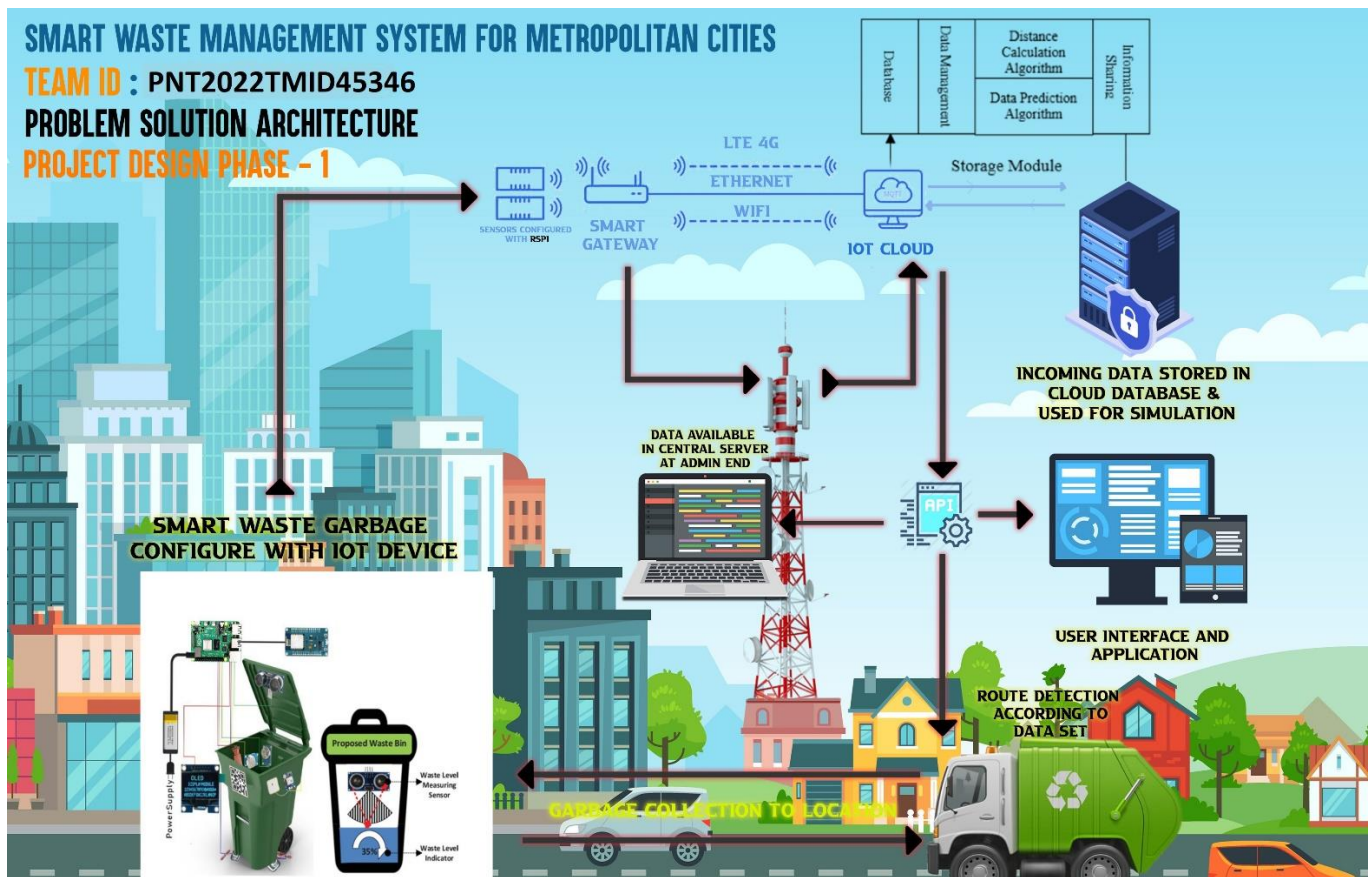 SMART WASTE MANAGEMENT SYSTEM FOR METROPOLITAN CITIES
TEAM ID : PNT2022TMID45346
PROBLEM SOLUTION ARCHITECTURE
PROJECT DESIGN PHASE - 1
Database
Data Management
Distance
Calculation
Algorithm
Data Prediction
Algorithm
Information
Sharing
Storage Module
LTE 4G
ETHERNET
WIFI
SENSORS CONFIGURED
WITH RSPI
SMART
GATEWAY
MQTT
IOT CLOUD
INCOMING DATA STORED IN
CLOUD DATABASE &
USED FOR SIMULATION
DATA AVAILABLE
IN CENTRAL SERVER
AT ADMIN END
API
SMART WASTE GARBAGE
CONFIGURE WITH IOT DEVICE
USER INTERFACE AND
APPLICATION
ROUTE DETECTION
ACCORDING TO
DATA SET
GARBAGE COLLECTION TO LOCATION
PowerSupply
OLED
Proposed Waste Bin
Waste Level
Measuring
Sensor
35%
Waste Level
Indicator